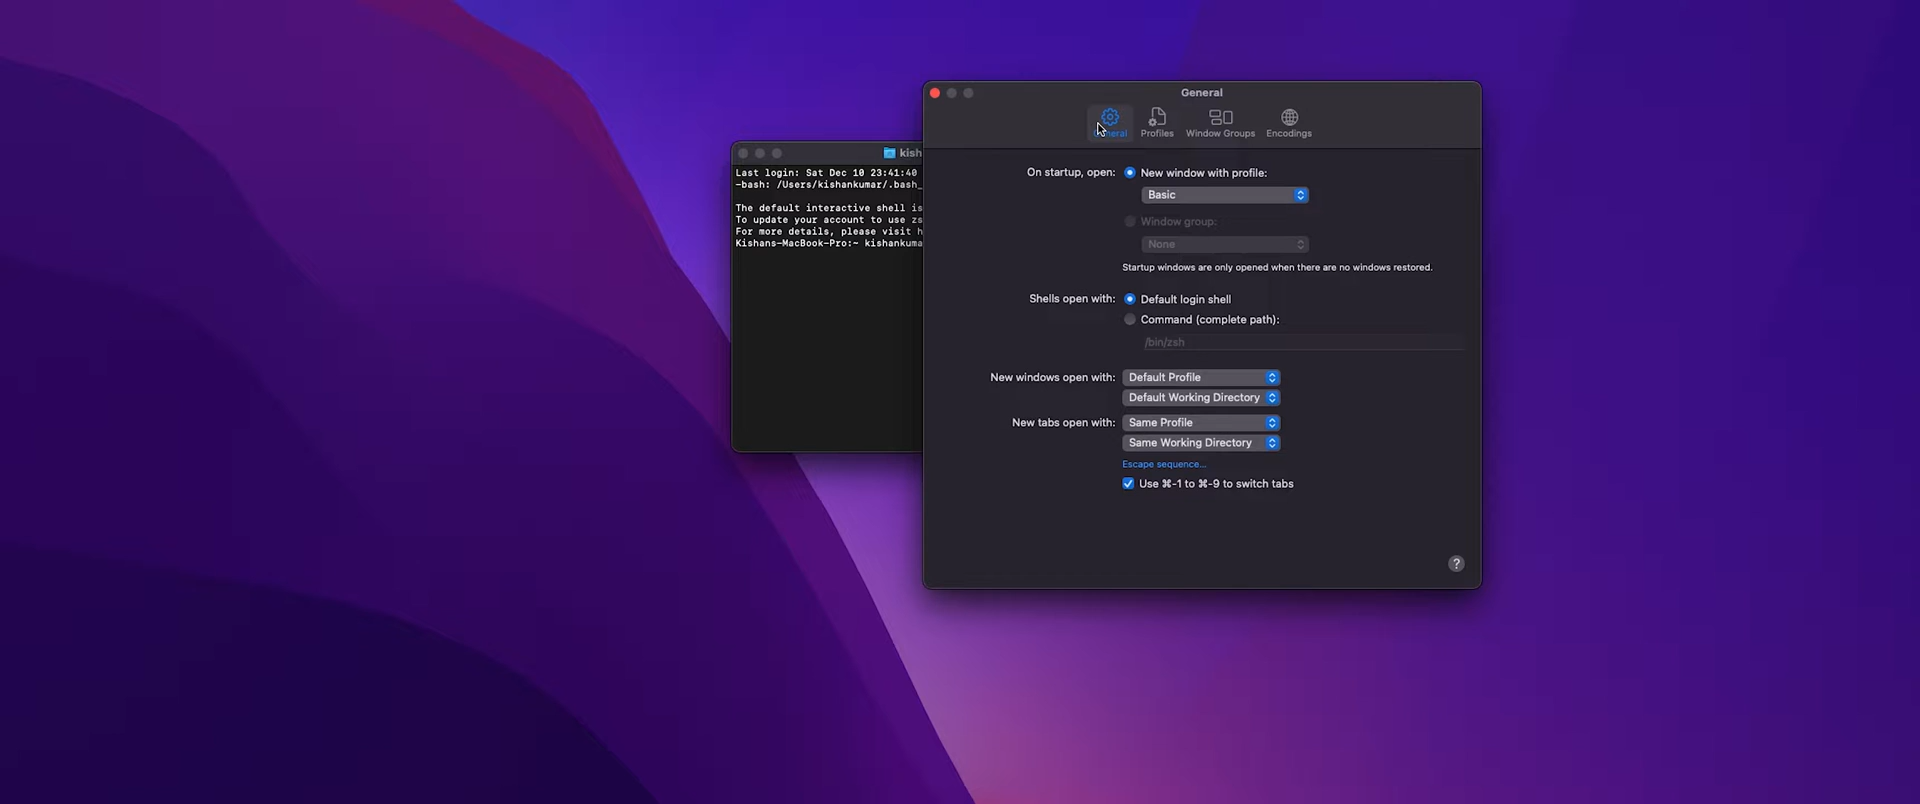 General
Profiles
Window Groups
Encodings
kish
Last login: Sat Dec 10 23:41:40
-bash: /Users/kishankumar/.bash_
The default interactive shell is
To update your account to use zs
For more details, please visit h
Kishans-MacBook-Pro:~ kishankuma
On startup, open:
New window with profile:
Basic
Window group:
None
Startup windows are only opened when there are no windows restored.
Shells open with:
Default login shell
Command (complete path):
/bin/zsh
New windows open with:
Default Profile
Default Working Directory
New tabs open with:
Same Profile
Same Working Directory
Escape sequence...
Use ⌘-1 to ⌘-9 to switch tabs
?